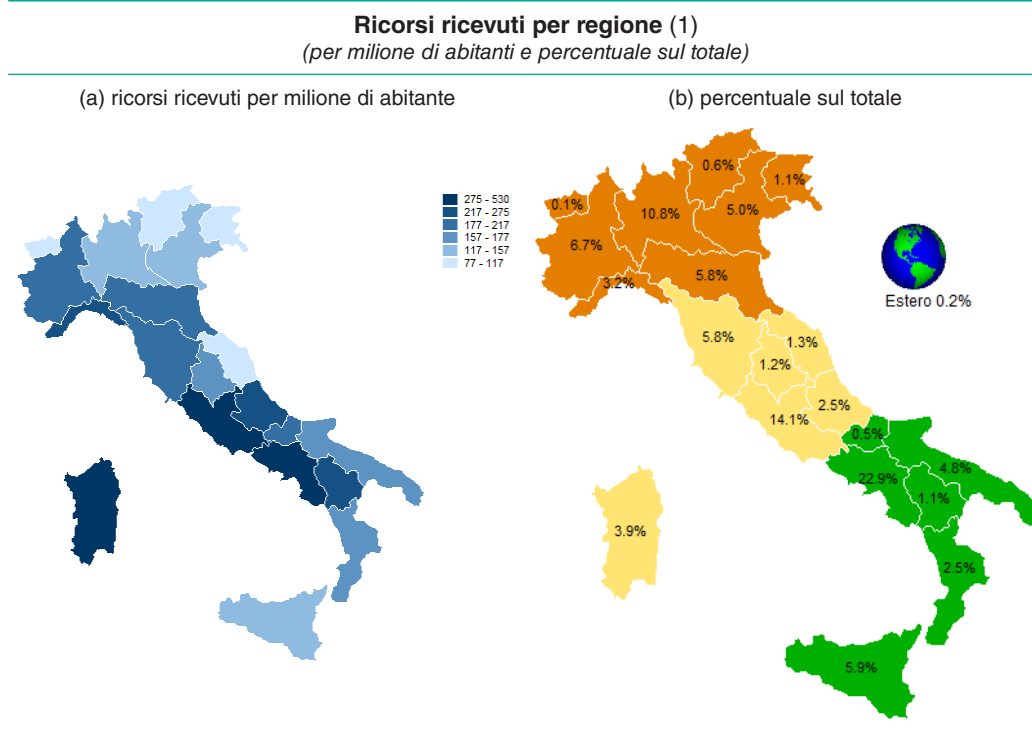 Ricorsi ricevuti per regione (1)
(per milione di abitanti e percentuale sul totale)
(a) ricorsi ricevuti per milione di abitante
275 - 530
217 - 275
177 - 217
157 - 177
117 - 157
77 - 117
(b) percentuale sul totale
0.6%
1.1%
0.1%
10.8%
5.0%
6.7%
5.8%
3.2%
Estero 0.2%
5.8%
1.3%
1.2%
2.5%
14.1%
0.5%
4.8%
22.9%
1.1%
3.9%
2.5%
5.9%